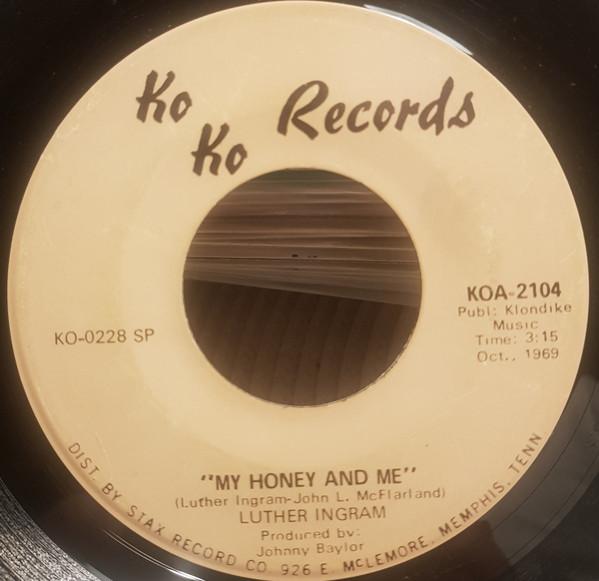 Ko Records
Ko
KOA-2104
Publ: Klondike
Music
Time: 3:15
Oct., 1969
KO-0228 SP
"MY HONEY AND ME"
(Luther Ingram-John L. McFlarland)
LUTHER INGRAM
Produced by:
Johnny Baylor
DIST. BY STAX RECORD CO. 926 E. McLEMORE, MEMPHIS, TENN